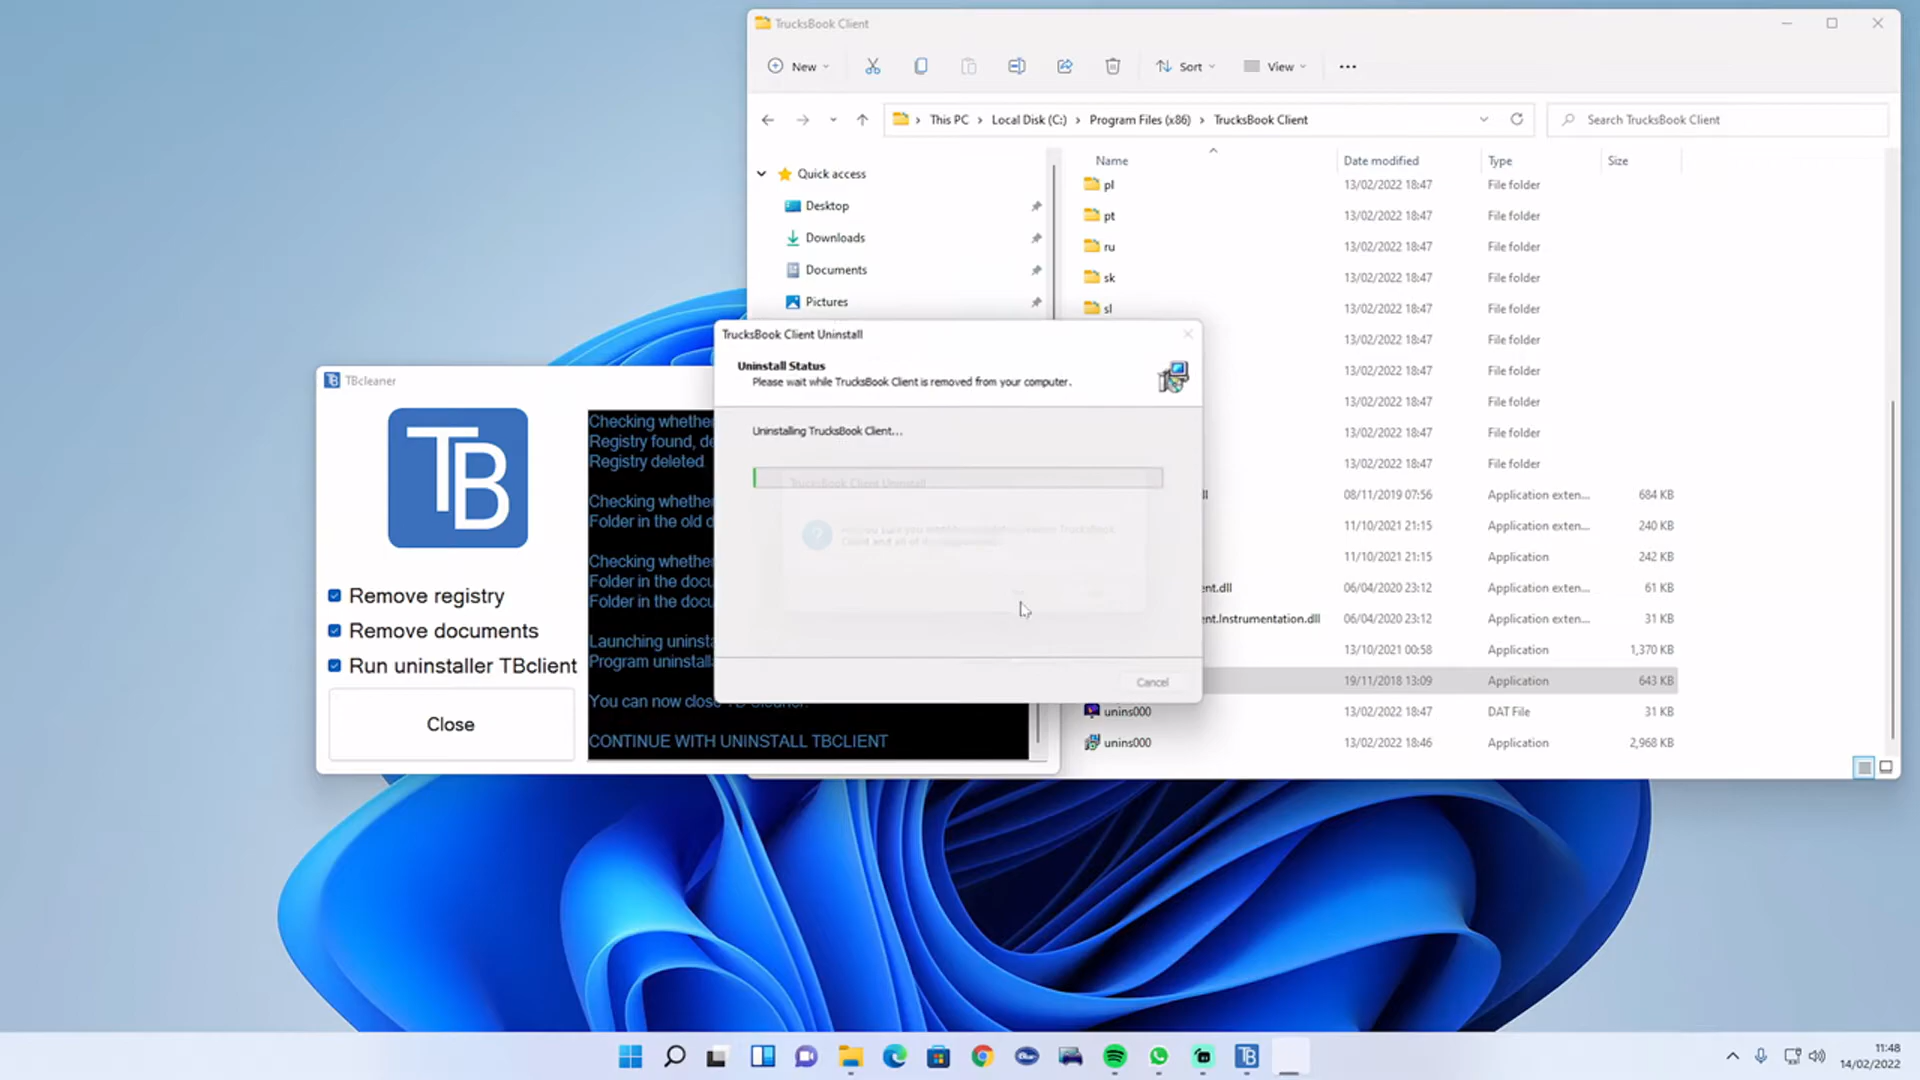 TrucksBook Client
New
Sort
View
This PC
Local Disk (C:)
Program Files (x86)
TrucksBook Client
Search TrucksBook Client
Name
Date modified
Type
Size
Quick access
Desktop
Downloads
Documents
Pictures
pl 13/02/2022 18:47 File folder
pt 13/02/2022 18:47 File folder
ru 13/02/2022 18:47 File folder
sk 13/02/2022 18:47 File folder
sl 13/02/2022 18:47 File folder
13/02/2022 18:47 File folder
13/02/2022 18:47 File folder
13/02/2022 18:47 File folder
13/02/2022 18:47 File folder
13/02/2022 18:47 File folder
ll 08/11/2019 07:56 Application exten... 684 KB
11/10/2021 21:15 Application exten... 240 KB
11/10/2021 21:15 Application 242 KB
ent.dll 06/04/2020 23:12 Application exten... 61 KB
ent.Instrumentation.dll 06/04/2020 23:12 Application exten... 31 KB
13/10/2021 00:58 Application 1,370 KB
19/11/2018 13:09 Application 643 KB
unins000 13/02/2022 18:47 DAT File 31 KB
unins000 13/02/2022 18:46 Application 2,968 KB
TrucksBook Client Uninstall
Uninstall Status
Please wait while TrucksBook Client is removed from your computer.
Uninstalling TrucksBook Client...
TrucksBook Client Uninstall
Cancel
TBcleaner
TB
Remove registry
Remove documents
Run uninstaller TBclient
Close
Checking whether
Registry found, de
Registry deleted
Checking whether
Folder in the old d
Checking whether
Folder in the docu
Folder in the docu
Launching uninsta
Program uninstall
You can now close TB Cleaner.
CONTINUE WITH UNINSTALL TBCLIENT
TB
11:48
14/02/2022